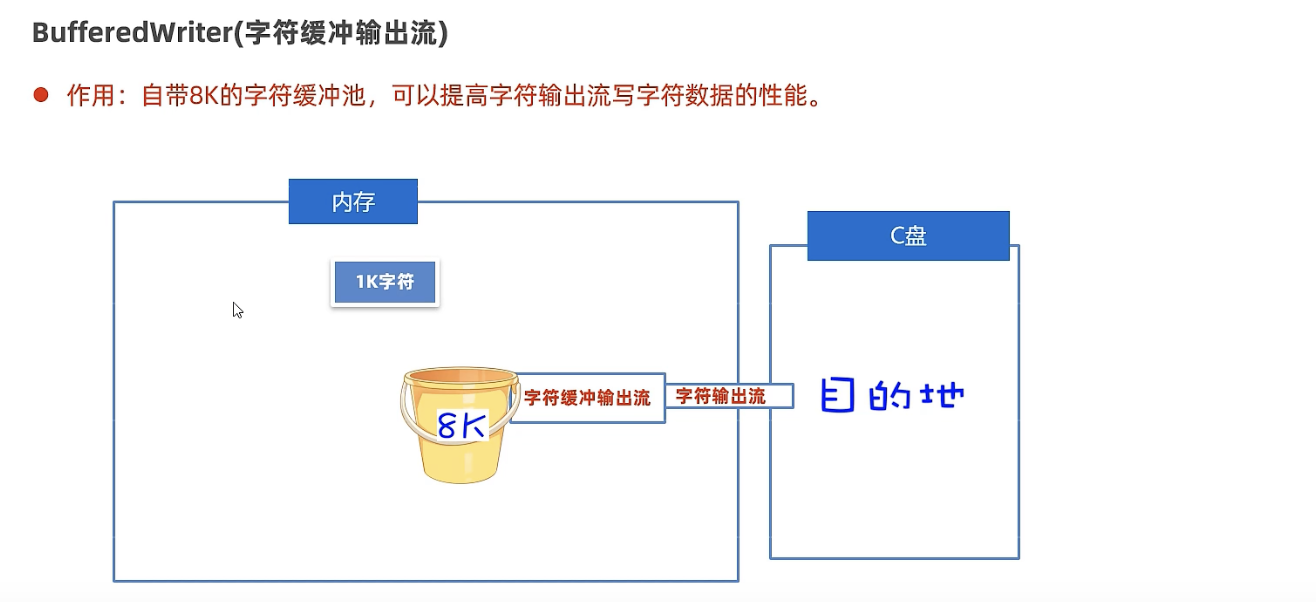 BufferedWriter(字符缓冲输出流)
作用：自带8K的字符缓冲池，可以提高字符输出流写字符数据的性能。
内存
C盘
1K字符
字符缓冲输出流
字符输出流
目的地
8K